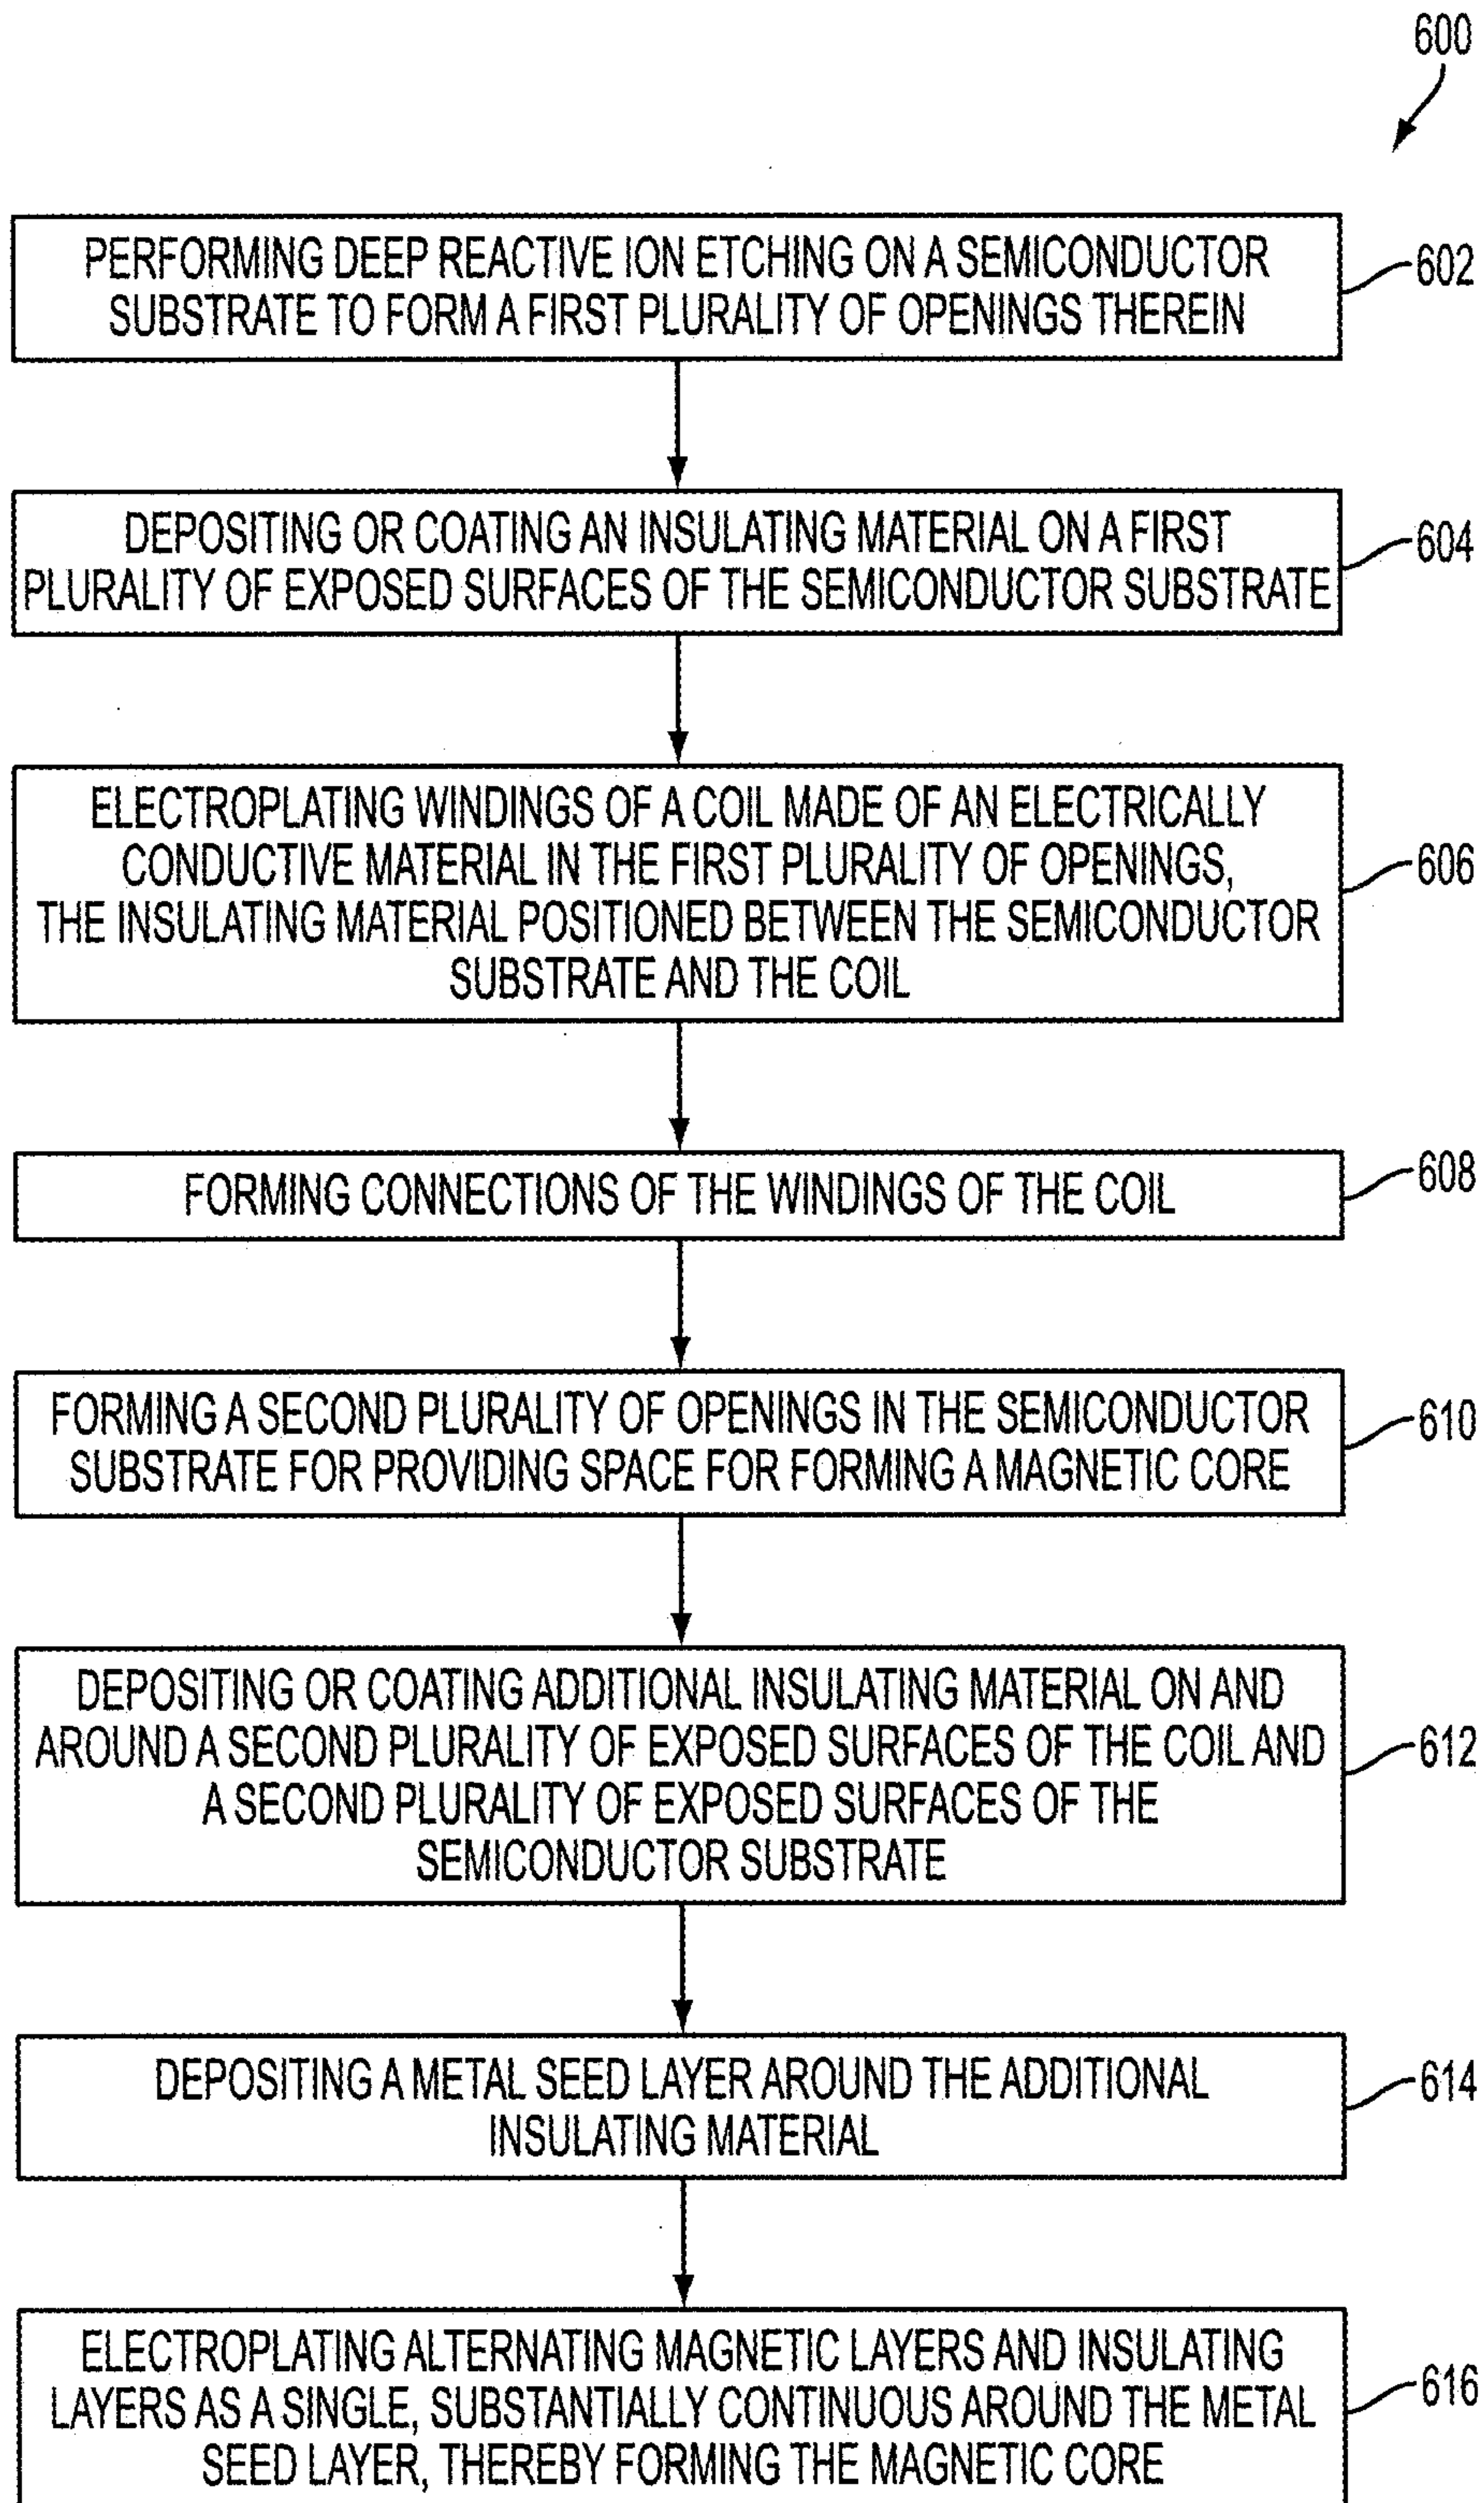 600
PERFORMING DEEP REACTIVE ION ETCHING ON A SEMICONDUCTOR
SUBSTRATE TO FORM A FIRST PLURALITY OF OPENINGS THEREIN
602
DEPOSITING OR COATING AN INSULATING MATERIAL ON A FIRST
PLURALITY OF EXPOSED SURFACES OF THE SEMICONDUCTOR SUBSTRATE
604
ELECTROPLATING WINDINGS OF A COIL MADE OF AN ELECTRICALLY
CONDUCTIVE MATERIAL IN THE FIRST PLURALITY OF OPENINGS,
THE INSULATING MATERIAL POSITIONED BETWEEN THE SEMICONDUCTOR
SUBSTRATE AND THE COIL
606
FORMING CONNECTIONS OF THE WINDINGS OF THE COIL
608
FORMING A SECOND PLURALITY OF OPENINGS IN THE SEMICONDUCTOR
SUBSTRATE FOR PROVIDING SPACE FOR FORMING A MAGNETIC CORE
610
DEPOSITING OR COATING ADDITIONAL INSULATING MATERIAL ON AND
AROUND A SECOND PLURALITY OF EXPOSED SURFACES OF THE COIL AND
A SECOND PLURALITY OF EXPOSED SURFACES OF THE
SEMICONDUCTOR SUBSTRATE
612
DEPOSITING A METAL SEED LAYER AROUND THE ADDITIONAL
INSULATING MATERIAL
614
ELECTROPLATING ALTERNATING MAGNETIC LAYERS AND INSULATING
LAYERS AS A SINGLE, SUBSTANTIALLY CONTINUOUS AROUND THE METAL
SEED LAYER, THEREBY FORMING THE MAGNETIC CORE
616